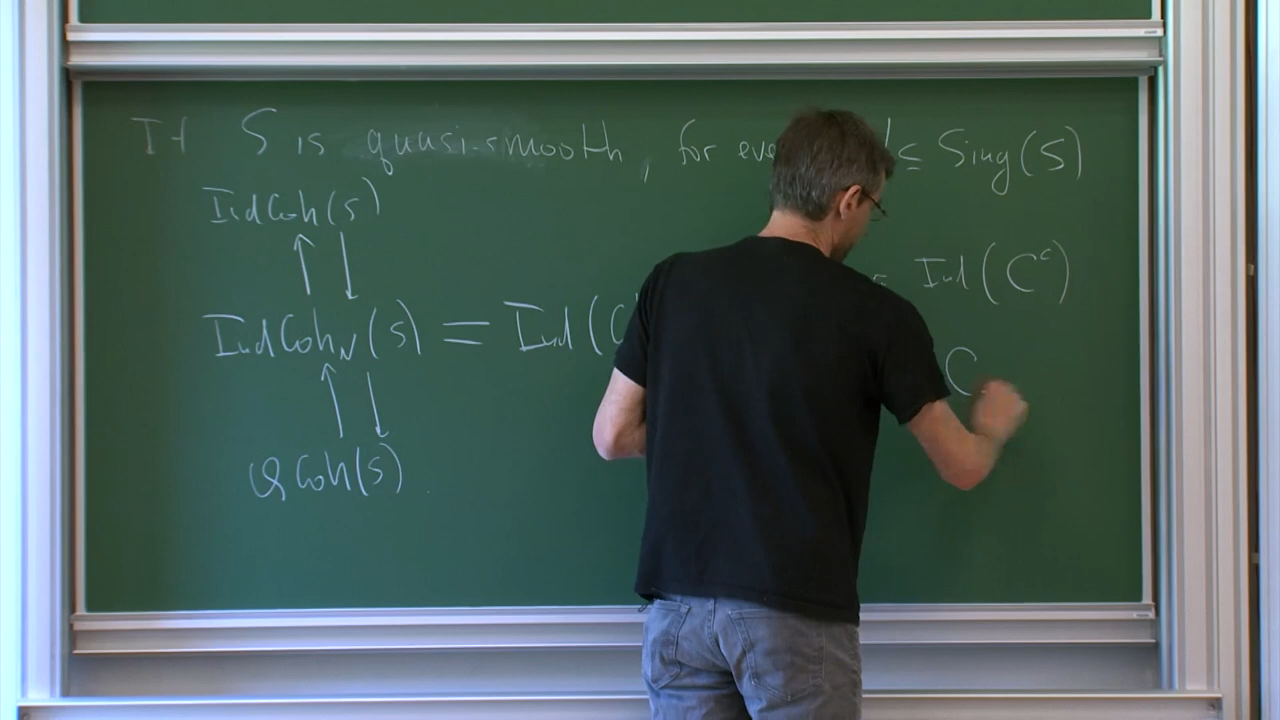 If S is quasi-smooth, for eve ⊆ Sing(S)
IndCoh(S)
↑ ↓
IndCoh_N(S) = Ind(C = Ind(C^c)
↑ ↓ C
QCoh(S)